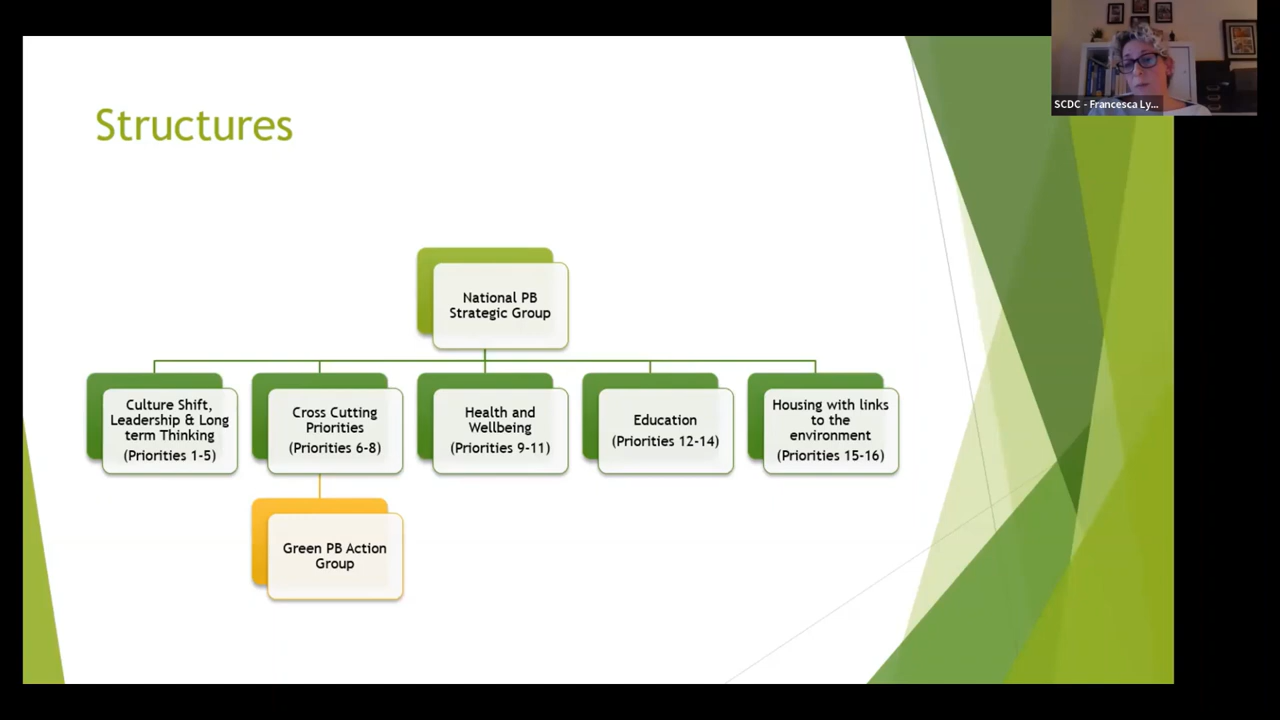 SCDC - Francesca Ly...
Structures
National PB
Strategic Group
Culture Shift,
Leadership & Long
term Thinking
(Priorities 1-5)
Cross Cutting
Priorities
(Priorities 6-8)
Health and
Wellbeing
(Priorities 9-11)
Education
(Priorities 12-14)
Housing with links
to the
environment
(Priorities 15-16)
Green PB Action
Group